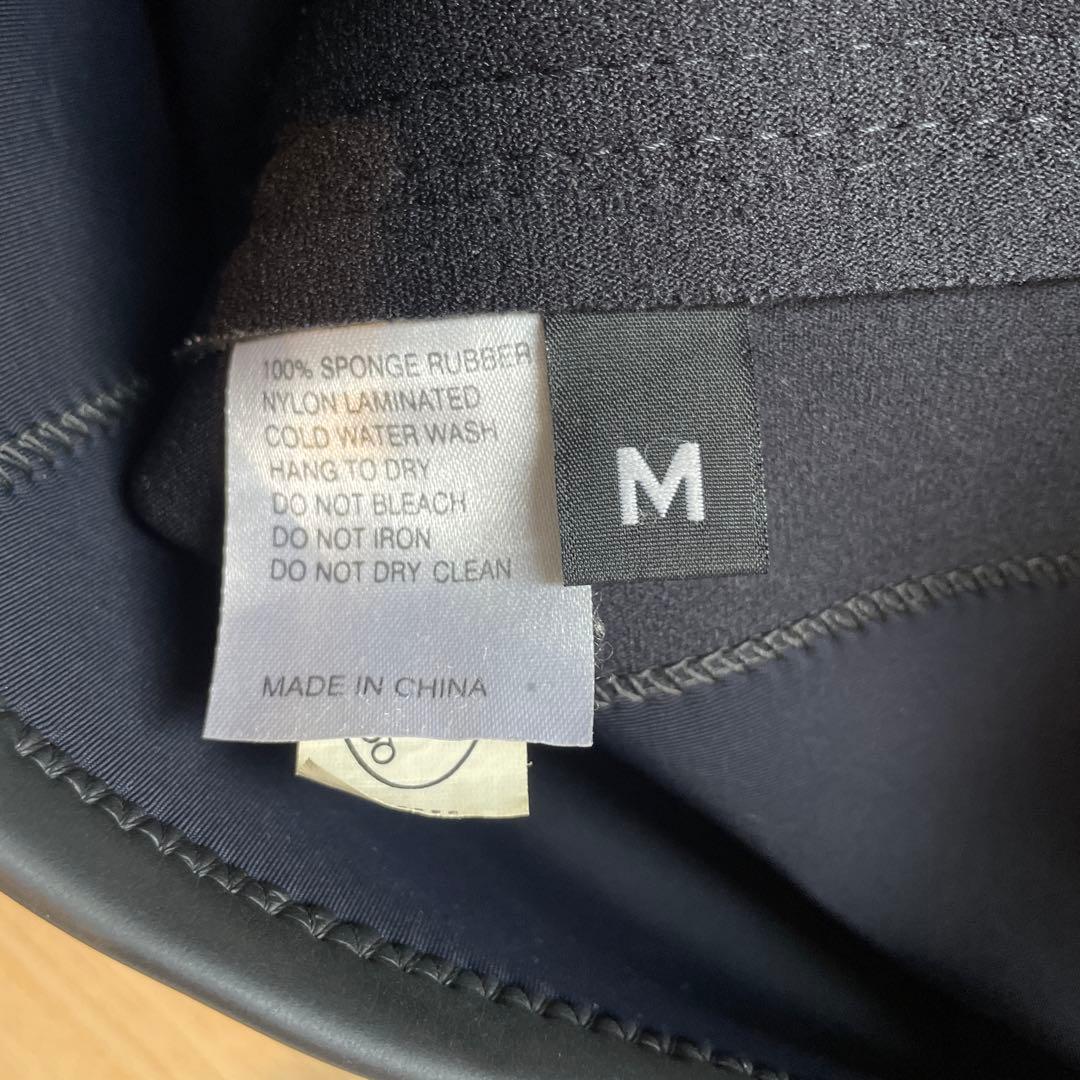 100% SPONGE RUBBER
NYLON LAMINATED
COLD WATER WASH
HANG TO DRY
DO NOT BLEACH
DO NOT IRON
DO NOT DRY CLEAN
MADE IN CHINA
M